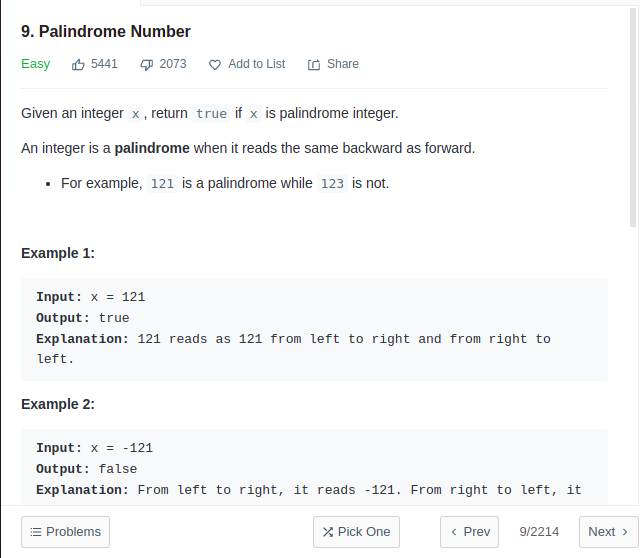 9. Palindrome Number
Easy 5441 2073 Add to List Share
Given an integer x, return true if x is palindrome integer.
An integer is a palindrome when it reads the same backward as forward.
• For example, 121 is a palindrome while 123 is not.
Example 1:
Input: x = 121
Output: true
Explanation: 121 reads as 121 from left to right and from right to
left.
Example 2:
Input: x = -121
Output: false
Explanation: From left to right, it reads -121. From right to left, it
Problems Pick One Prev 9/2214 Next